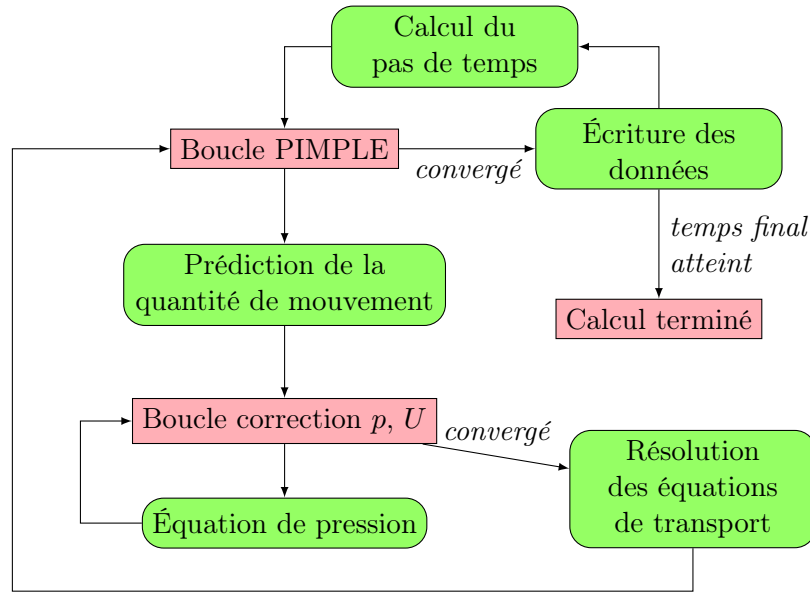 Calcul du
pas de temps
Boucle PIMPLE
convergé
Écriture des
données
temps final
atteint
Prédiction de la
quantité de mouvement
Calcul terminé
Boucle correction p, U
convergé
Résolution
des équations
de transport
Équation de pression